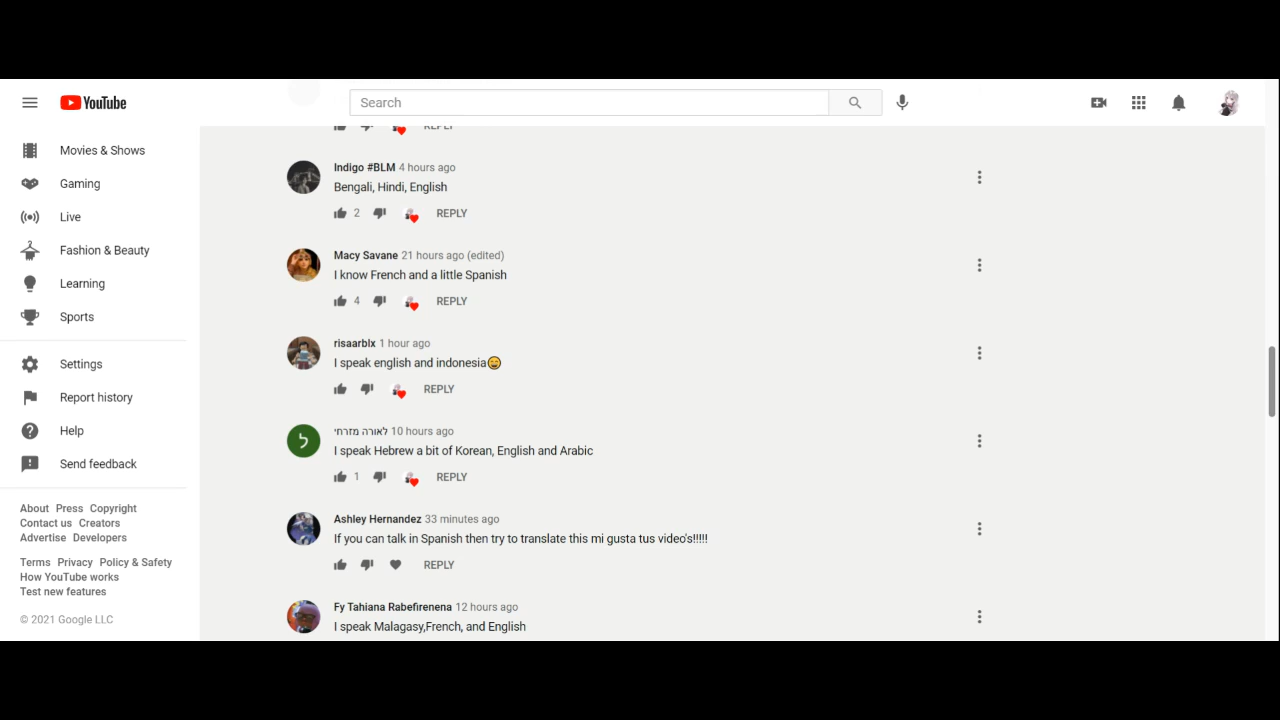 YouTube
Search
REPLY
Movies & Shows
Gaming
Live
Fashion & Beauty
Learning
Sports
Settings
Report history
Help
Send feedback
About Press Copyright
Contact us Creators
Advertise Developers
Terms Privacy Policy & Safety
How YouTube works
Test new features
© 2021 Google LLC
Indigo #BLM 4 hours ago
Bengali, Hindi, English
2 REPLY
Macy Savane 21 hours ago (edited)
I know French and a little Spanish
4 REPLY
risaarblx 1 hour ago
I speak english and indonesia😄
REPLY
ל
לאורה מזרחי 10 hours ago
I speak Hebrew a bit of Korean, English and Arabic
1 REPLY
Ashley Hernandez 33 minutes ago
If you can talk in Spanish then try to translate this mi gusta tus video's!!!!!
REPLY
Fy Tahiana Rabefirenena 12 hours ago
I speak Malagasy,French, and English